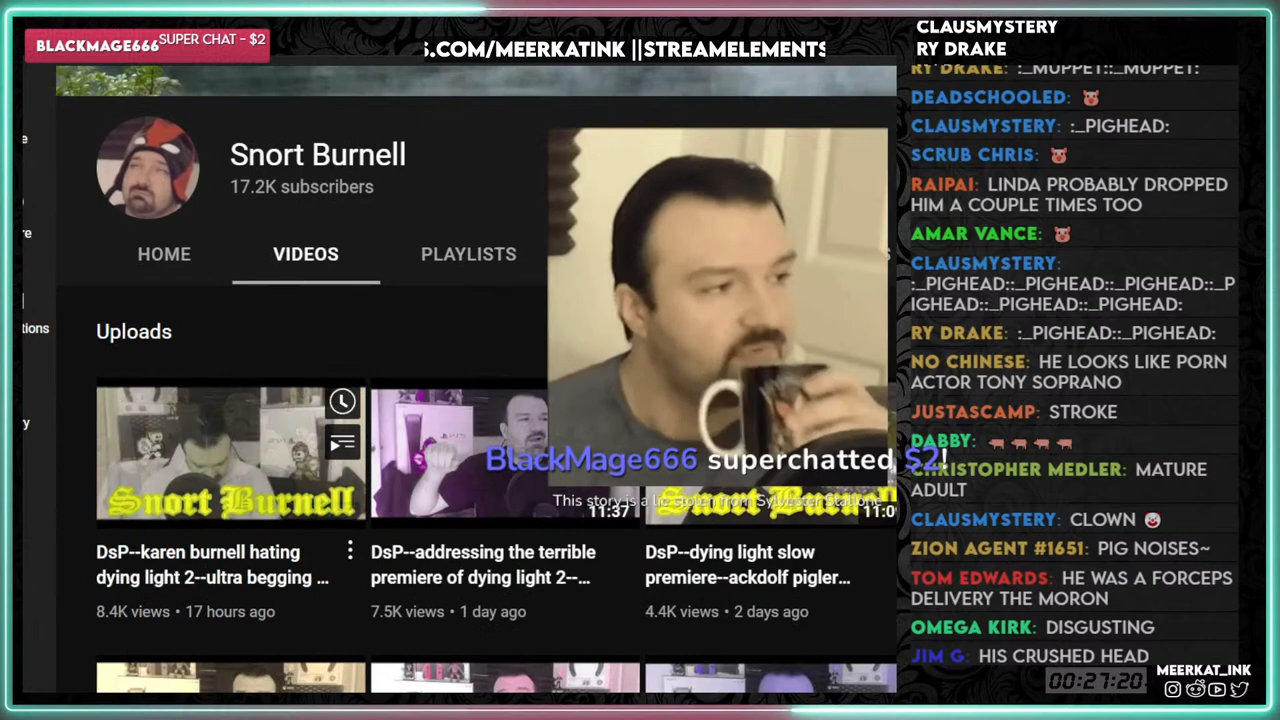 BLACKMAGE666 SUPER CHAT - $2
.COM/MEERKATINK ||STREAMELEMENTS
CLAUSMYSTERY
RY DRAKE
Snort Burnell
17.2K subscribers
HOME
VIDEOS
PLAYLISTS
Uploads
tions
Snort Burnell
11:37
11:0
DsP--karen burnell hating
dying light 2--ultra begging ...
8.4K views • 17 hours ago
DsP--addressing the terrible
premiere of dying light 2--...
7.5K views • 1 day ago
DsP--dying light slow
premiere--ackdolf pigler...
4.4K views • 2 days ago
BlackMage666 superchatted $2!
This story is a lie stolen from Sylvester Stallone
RY DRAKE: :_MUPPET::_MUPPET:
DEADSCHOOLED: 🐷
CLAUSMYSTERY: :_PIGHEAD:
SCRUB CHRIS: 🐷
RAIPAI: LINDA PROBABLY DROPPED
HIM A COUPLE TIMES TOO
AMAR VANCE: 🐷
CLAUSMYSTERY:
:_PIGHEAD::_PIGHEAD::_PIGHEAD::_P
IGHEAD::_PIGHEAD::_PIGHEAD:
RY DRAKE: :_PIGHEAD::_PIGHEAD:
NO CHINESE: HE LOOKS LIKE PORN
ACTOR TONY SOPRANO
JUSTASCAMP: STROKE
DABBY: 🐖🐖🐖🐖
CHRISTOPHER MEDLER: MATURE
ADULT
CLAUSMYSTERY: CLOWN 🤡
ZION AGENT #1651: PIG NOISES~
TOM EDWARDS: HE WAS A FORCEPS
DELIVERY THE MORON
OMEGA KIRK: DISGUSTING
JIM G: HIS CRUSHED HEAD
00:27:20
MEERKAT_INK